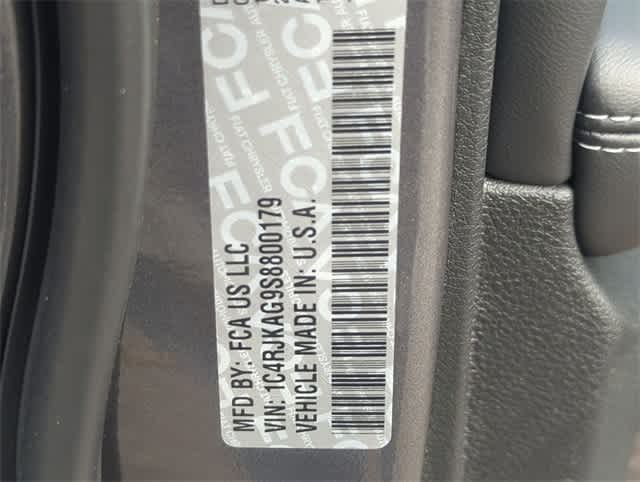 MFD BY: FCA US LLC
VIN: 1C4RJKAG9S8800179
VEHICLE MADE IN: U.S.A.